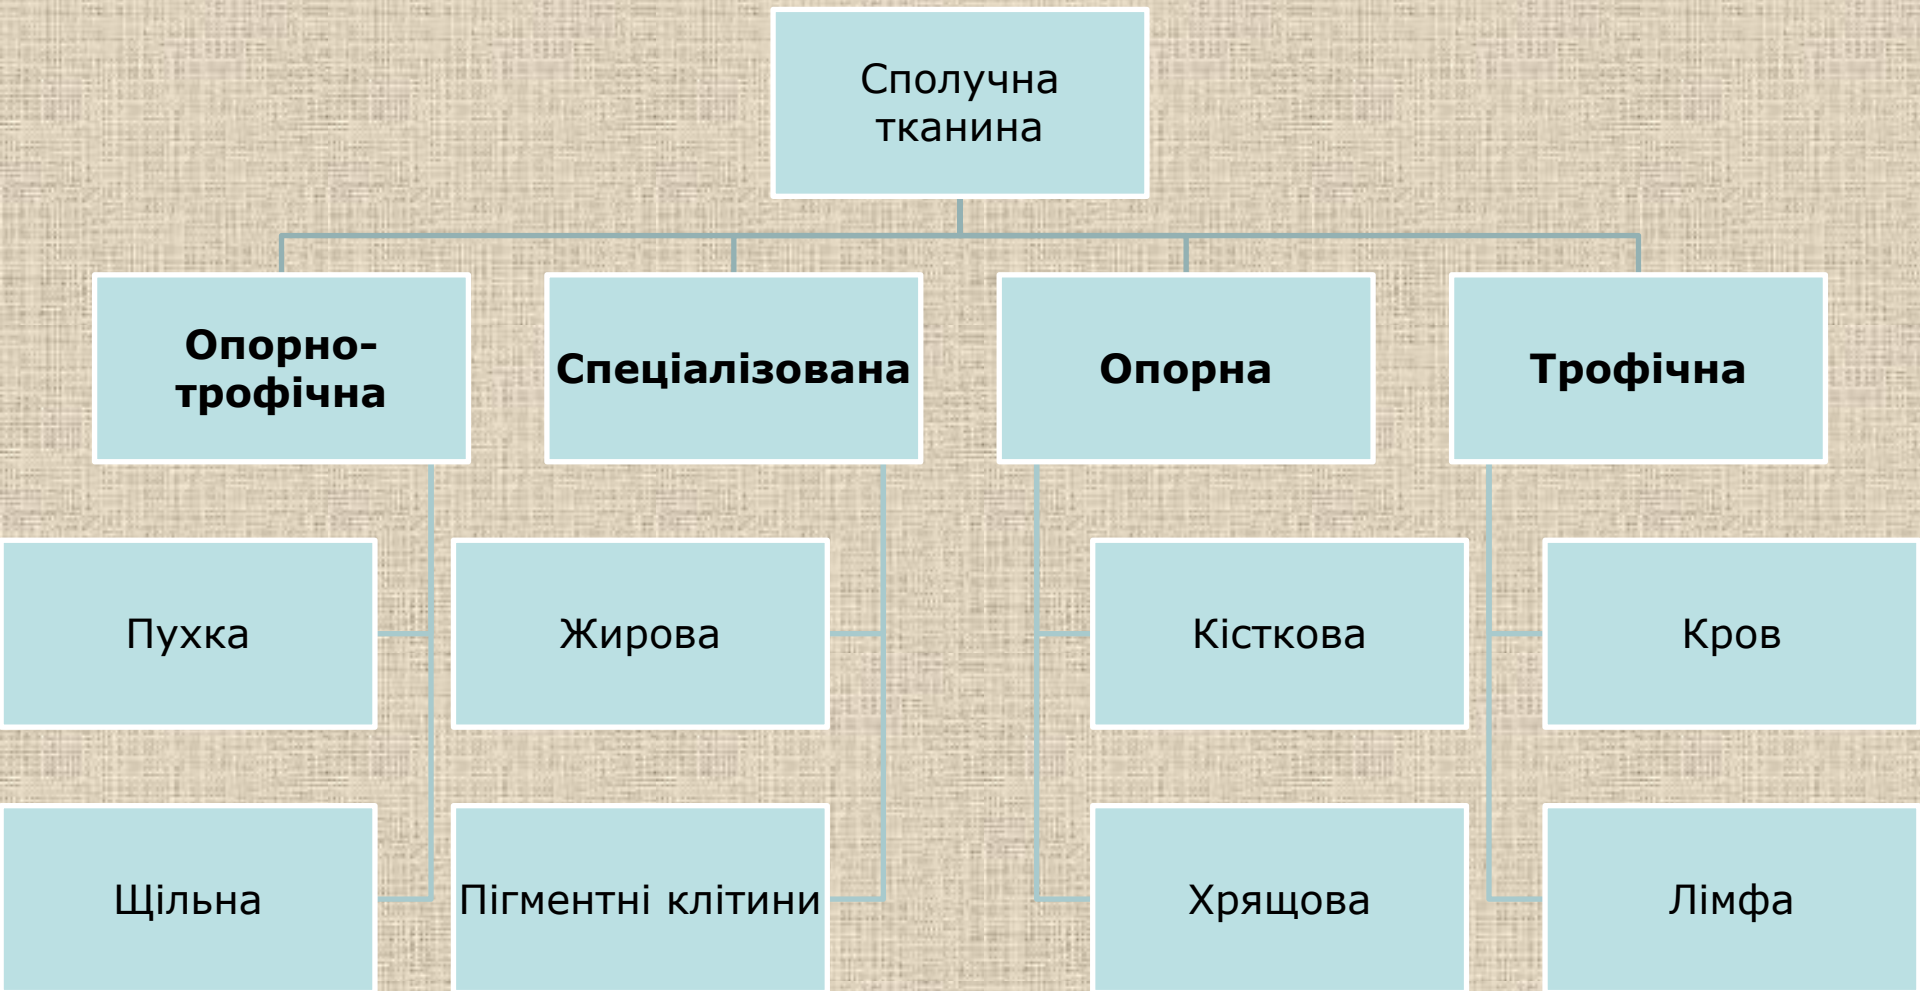 Сполучна
тканина
Опорно-
трофічна
Спеціалізована
Опорна
Трофічна
Пухка
Жирова
Кісткова
Кров
Щільна
Пігментні клітини
Хрящова
Лімфа